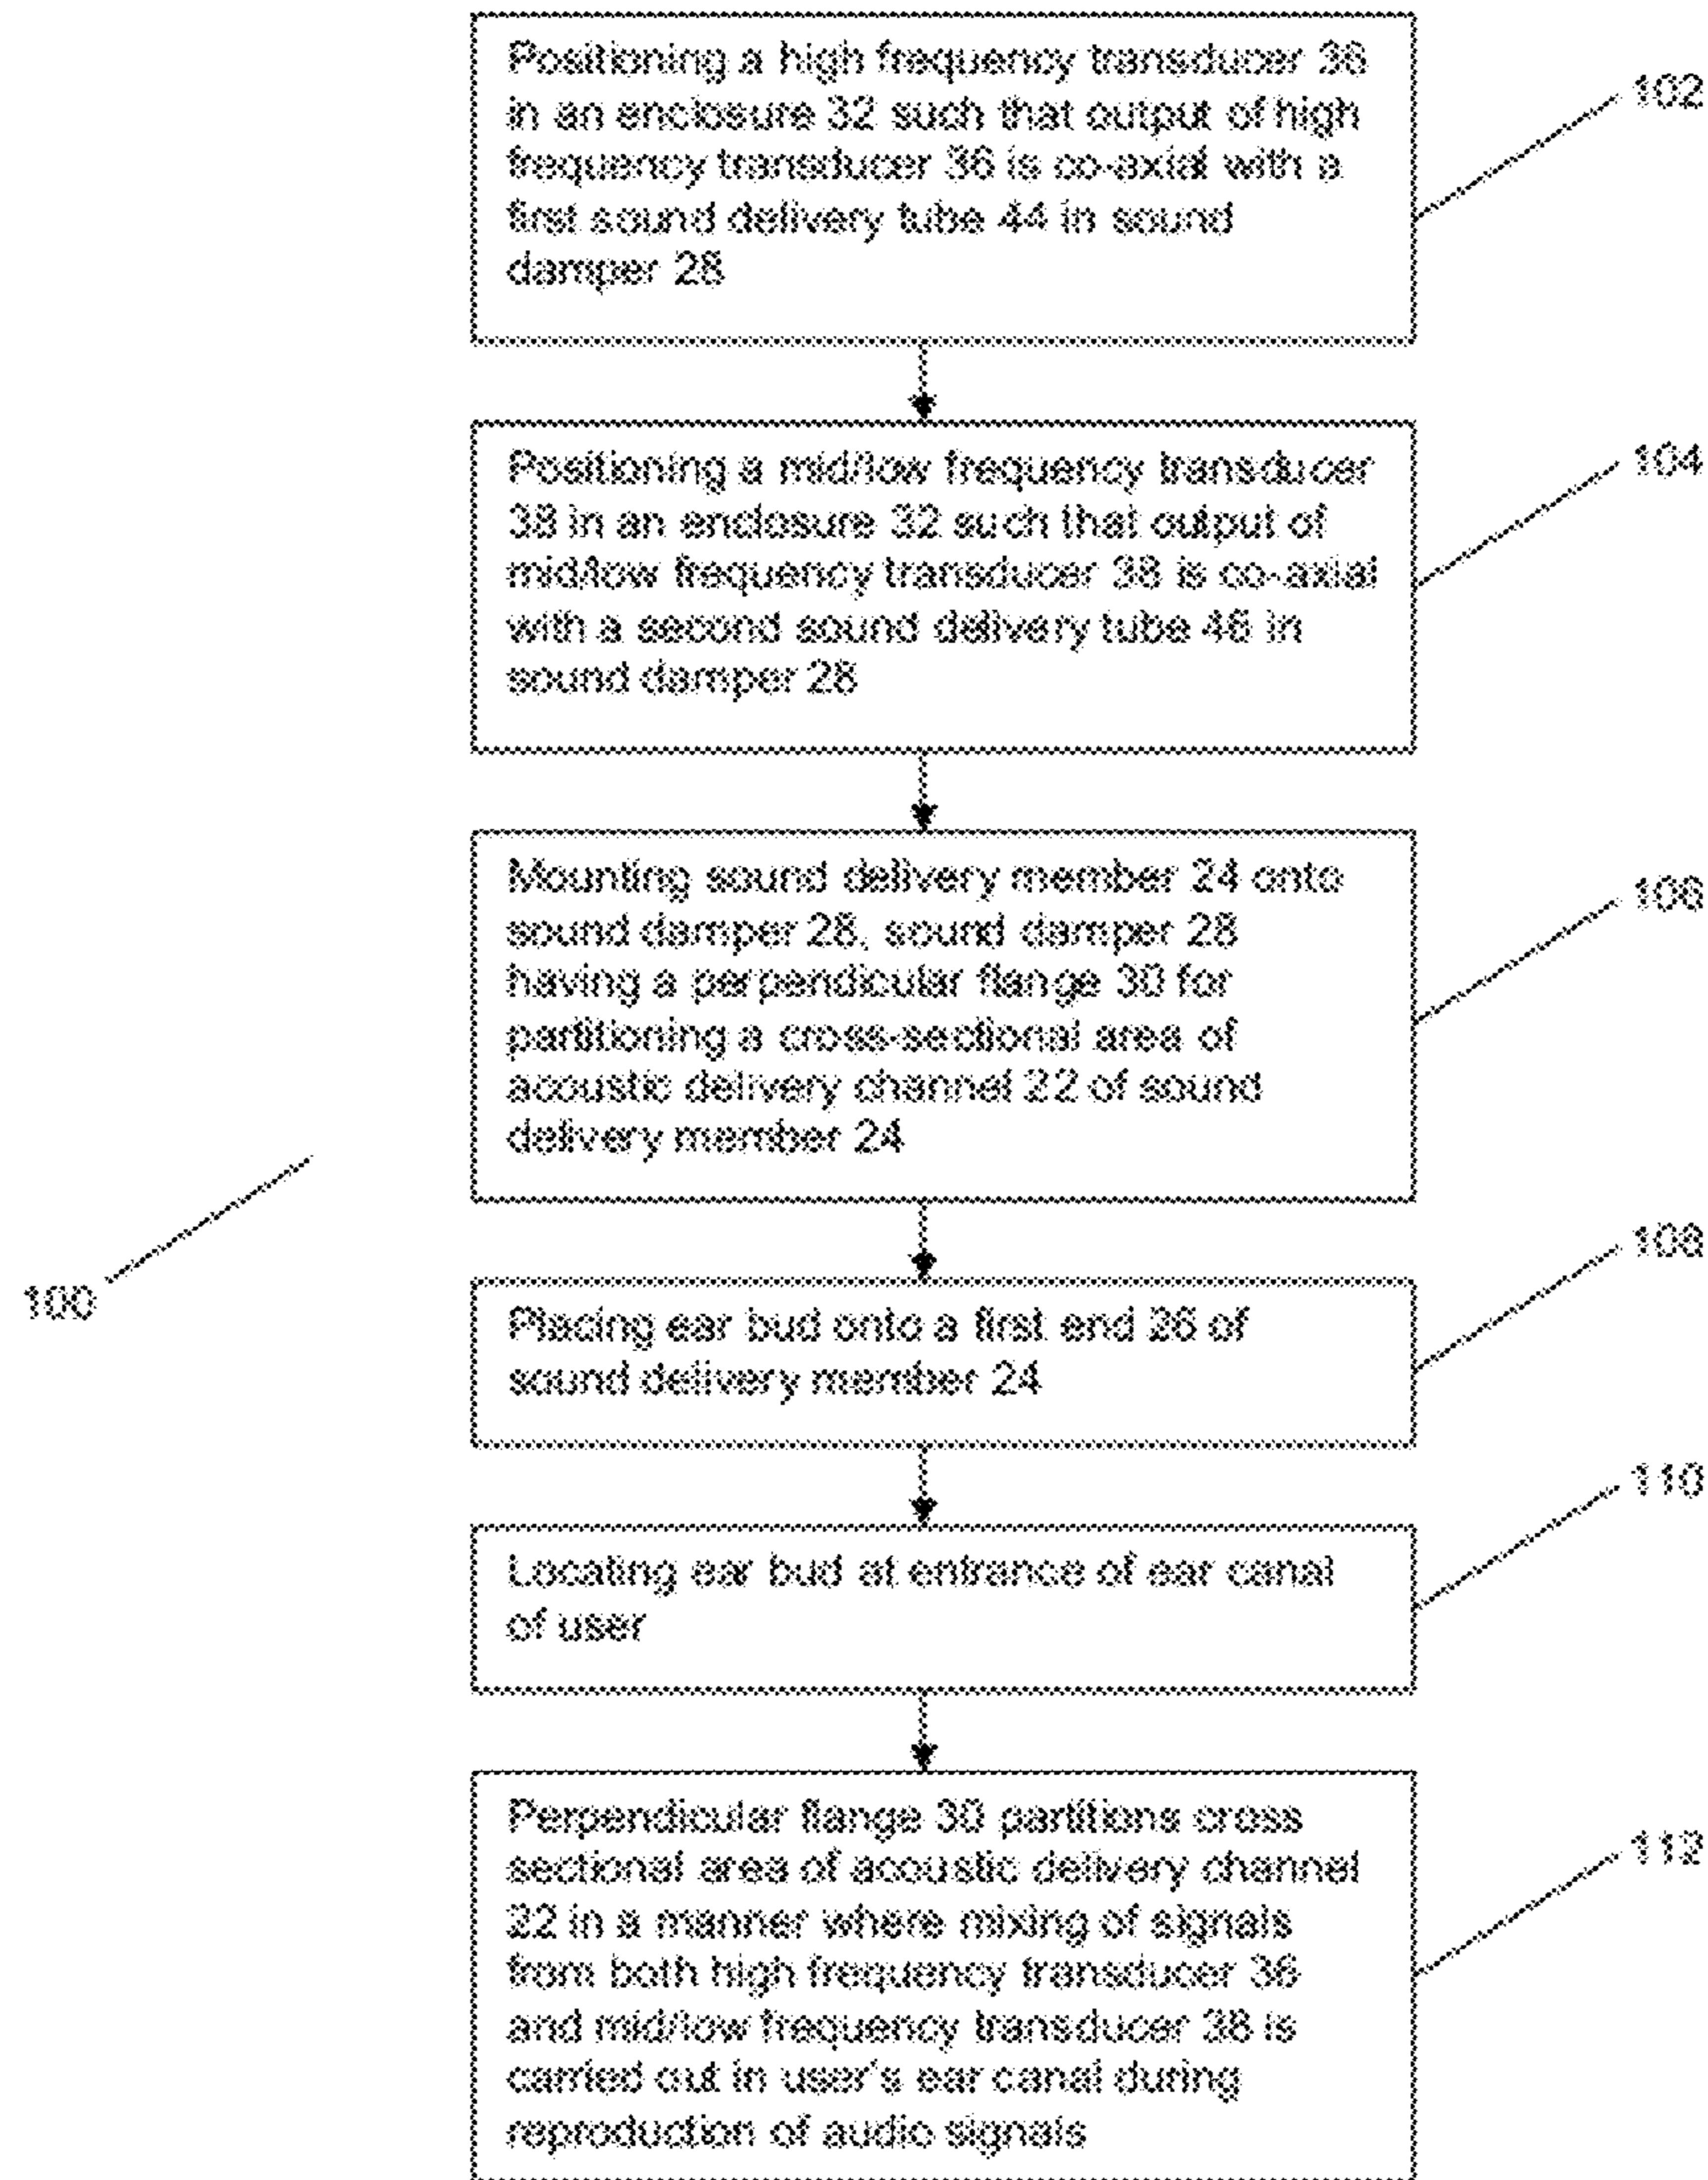 Positioning a high frequency transducer 36
in an enclosure 32 such that output of high
frequency transducer 36 is co-axial with a
first sound delivery tube 44 in sound
damper 28
102
Positioning a mid/low frequency transducer
38 in an enclosure 32 such that output of
mid/low frequency transducer 38 is co-axial
with a second sound delivery tube 46 in
sound damper 28
104
Mounting sound delivery member 24 onto
sound damper 28, sound damper 28
having a perpendicular flange 30 for
partitioning a cross-sectional area of
acoustic delivery channel 22 of sound
delivery member 24
106
100
Placing ear bud onto a first end 26 of
sound delivery member 24
108
Locating ear bud at entrance of ear canal
of user
110
Perpendicular flange 30 partitions cross
sectional area of acoustic delivery channel
22 in a manner where mixing of signals
from both high frequency transducer 36
and mid/low frequency transducer 38 is
carried out in user's ear canal during
reproduction of audio signals
112